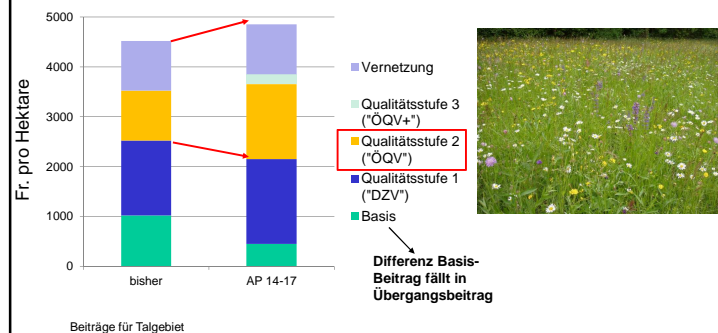 Fr. pro Hektare
5000
4000
3000
2000
1000
0
bisher
AP 14-17
Vernetzung
Qualitätsstufe 3
("ÖQV+")
Qualitätsstufe 2
("ÖQV")
Qualitätsstufe 1
("DZV")
Basis
Differenz Basis-
Beitrag fällt in
Übergangsbeitrag
Beiträge für Talgebiet